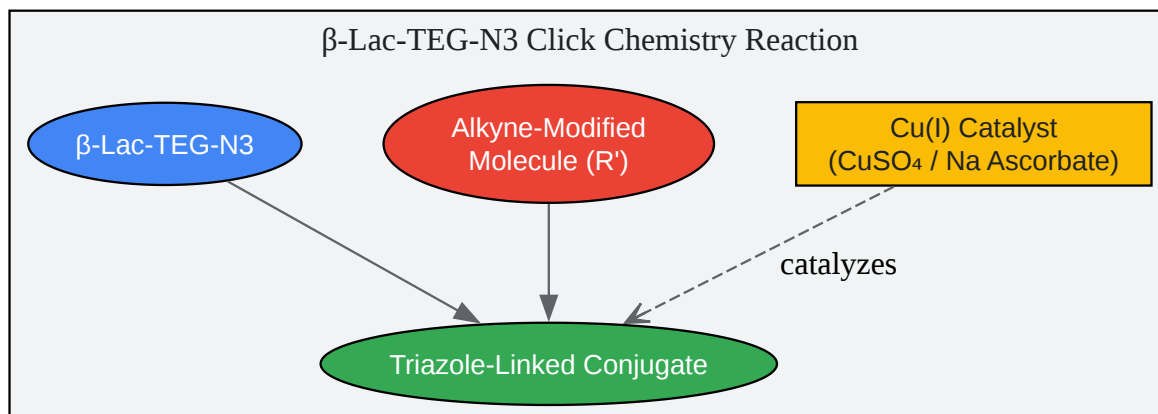 β-Lac-TEG-N3 Click Chemistry Reaction
β-Lac-TEG-N3
Alkyne-Modified
Molecule (R')
Cu(I) Catalyst
(CuSO₄ / Na Ascorbate)
catalyzes
Triazole-Linked Conjugate